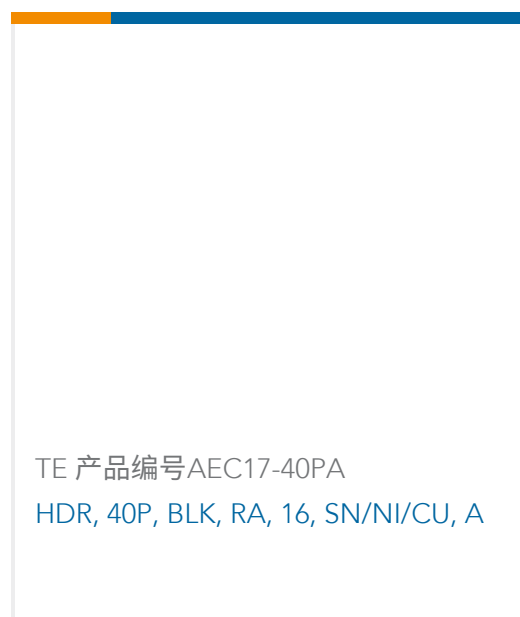 TE 产品编号AEC17-40PA
HDR, 40P, BLK, RA, 16, SN/NI/CU, A